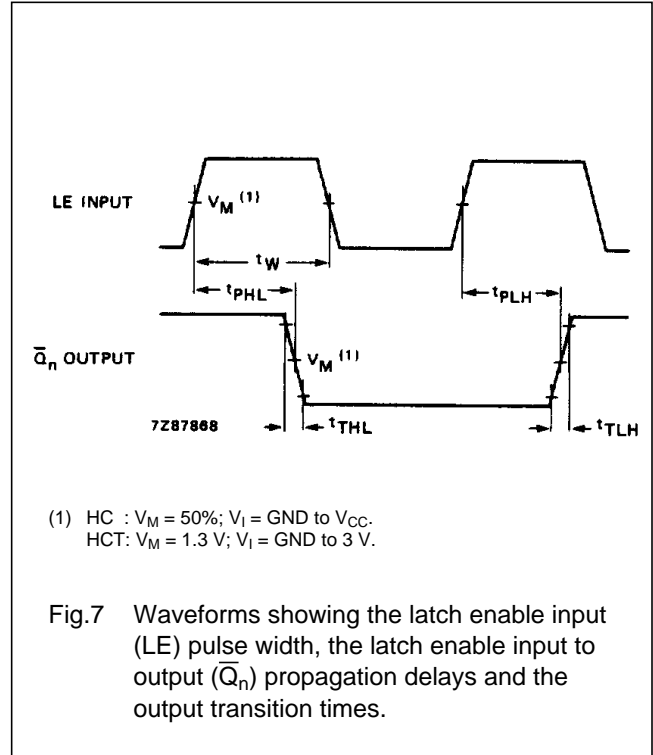 LE INPUT
V_M (1)
t_W
t_PHL
t_PLH
Q̅_n OUTPUT
V_M (1)
7Z87868
t_THL
t_TLH
(1) HC : V_M = 50%; V_I = GND to V_CC.
HCT: V_M = 1.3 V; V_I = GND to 3 V.
Fig.7 Waveforms showing the latch enable input
(LE) pulse width, the latch enable input to
output (Q̅_n) propagation delays and the
output transition times.